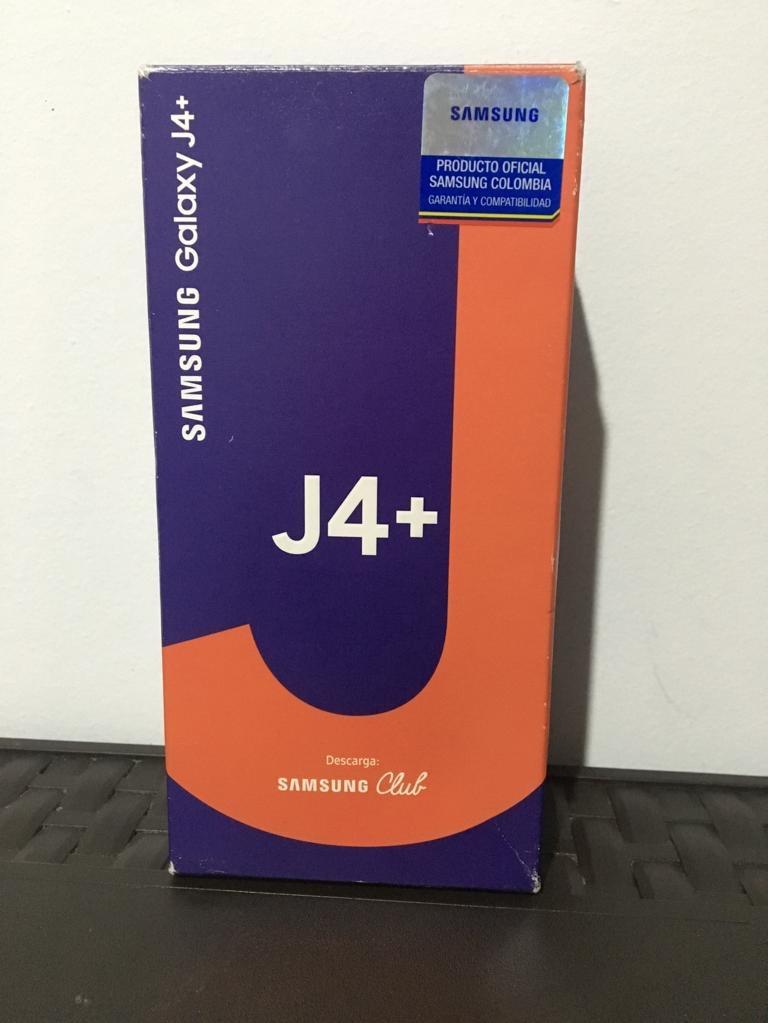 SAMSUNG Galaxy J4+
SAMSUNG
PRODUCTO OFICIAL
SAMSUNG COLOMBIA
GARANTÍA Y COMPATIBILIDAD
J4+
Descarga:
SAMSUNG Club